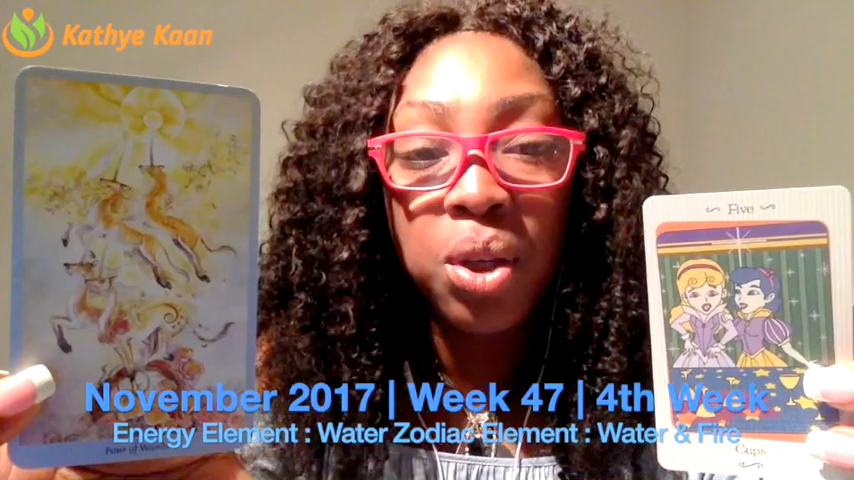 Kathye Kaan
~ Five ~
November 2017 | Week 47 | 4th Week
Energy Element : Water Zodiac Element : Water & Fire
Four of Wands
Cups